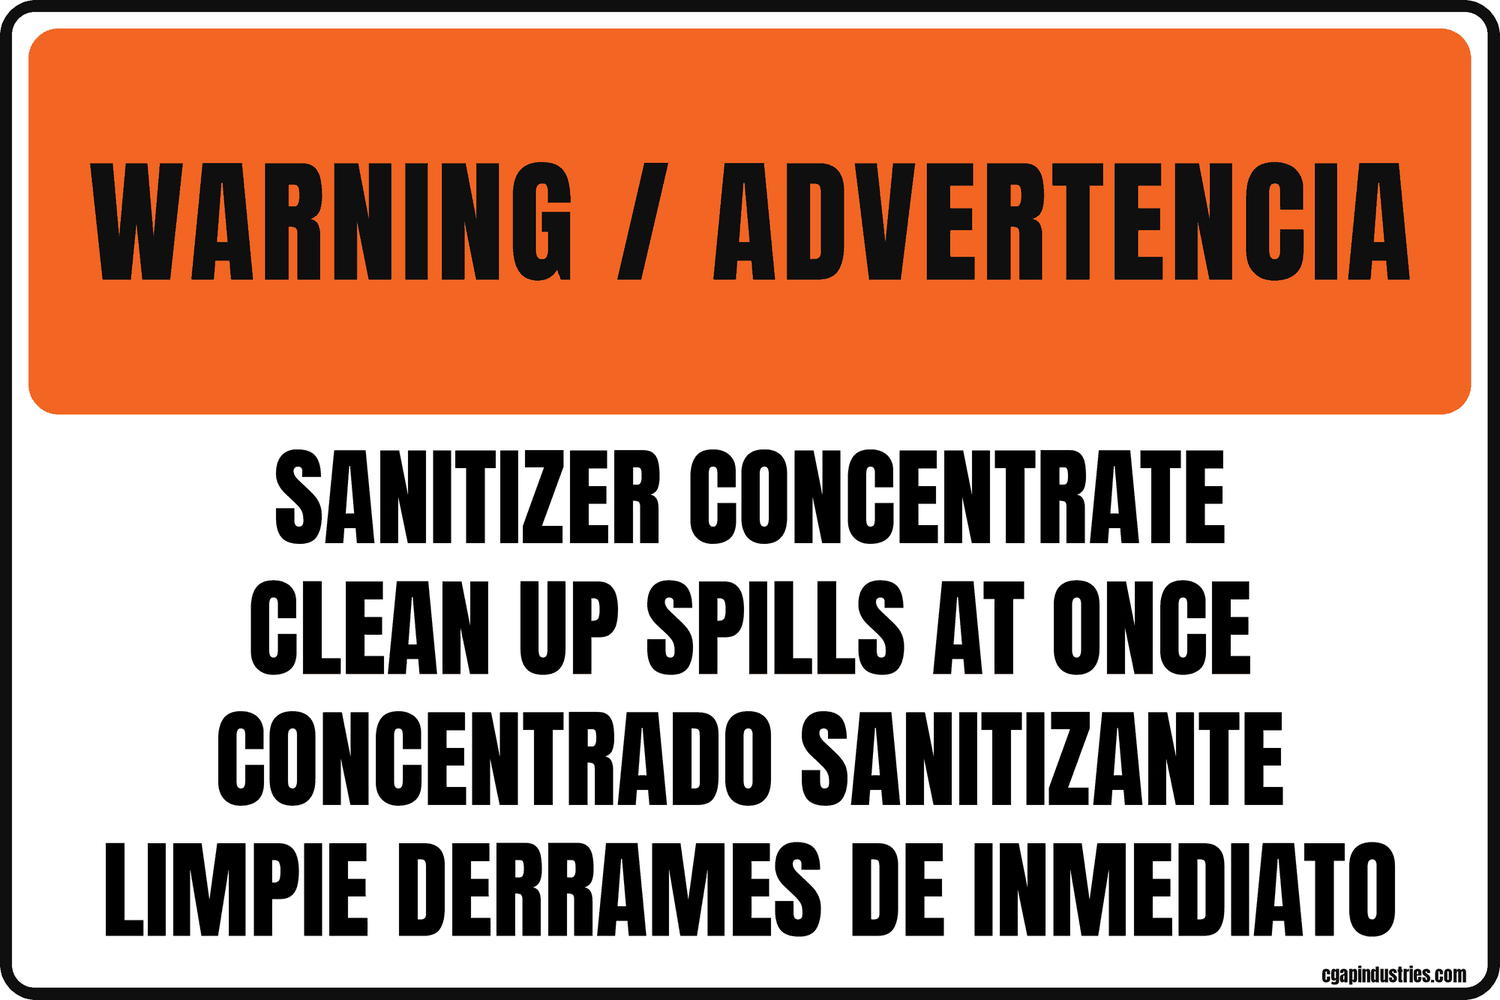 WARNING / ADVERTENCIA
SANITIZER CONCENTRATE
CLEAN UP SPILLS AT ONCE
CONCENTRADO SANITIZANTE
LIMPIE DERRAMES DE INMEDIATO
cgapindustries.com